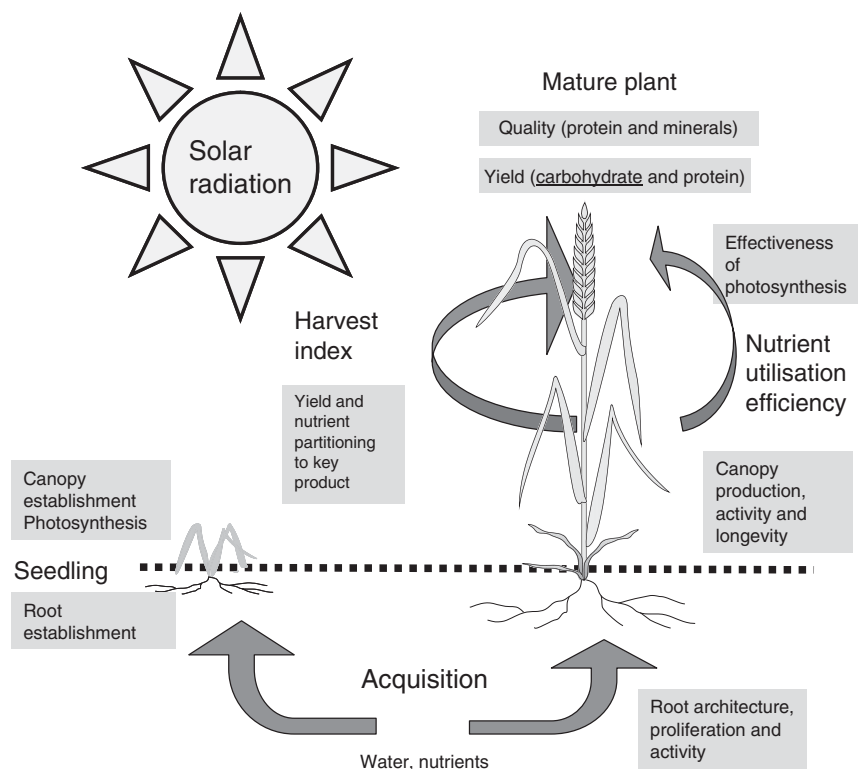 Solar
radiation
Mature plant
Quality (protein and minerals)
Yield (carbohydrate and protein)
Effectiveness
of
photosynthesis
Harvest
index
Nutrient
utilisation
efficiency
Yield and
nutrient
partitioning
to key
product
Canopy
establishment
Photosynthesis
Canopy
production,
activity and
longevity
Seedling
Root
establishment
Acquisition
Root architecture,
proliferation and
activity
Water, nutrients